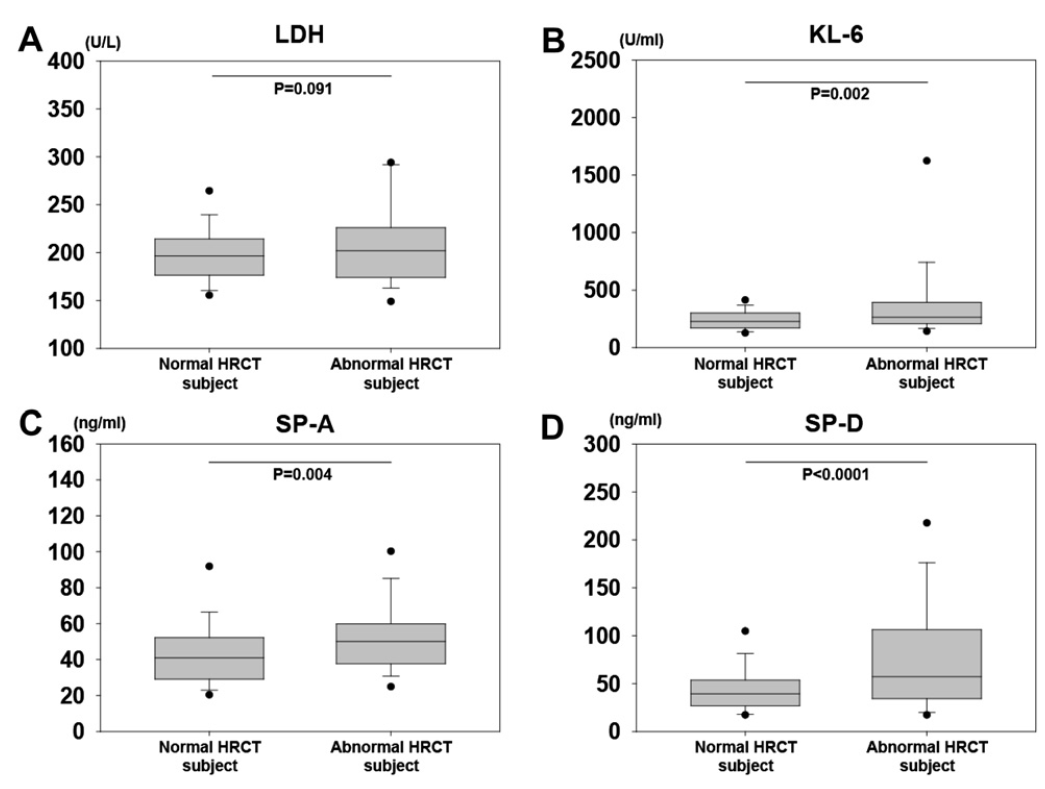 A (U/L) LDH
400
350
300
250
200
150
100
P=0.091
Normal HRCT subject
Abnormal HRCT subject
B (U/ml) KL-6
2500
2000
1500
1000
500
0
P=0.002
Normal HRCT subject
Abnormal HRCT subject
C (ng/ml) SP-A
160
140
120
100
80
60
40
20
0
P=0.004
Normal HRCT subject
Abnormal HRCT subject
D (ng/ml) SP-D
300
250
200
150
100
50
0
P<0.0001
Normal HRCT subject
Abnormal HRCT subject